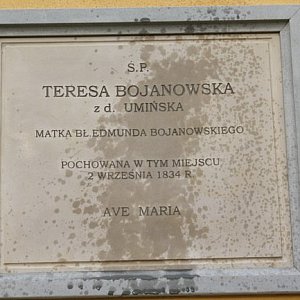 Ś.P.
TERESA BOJANOWSKA
z d. UMIŃSKA
MATKA BŁ. EDMUNDA BOJANOWSKIEGO
POCHOWANA W TYM MIEJSCU
2 WRZEŚNIA 1834 R.
AVE MARIA